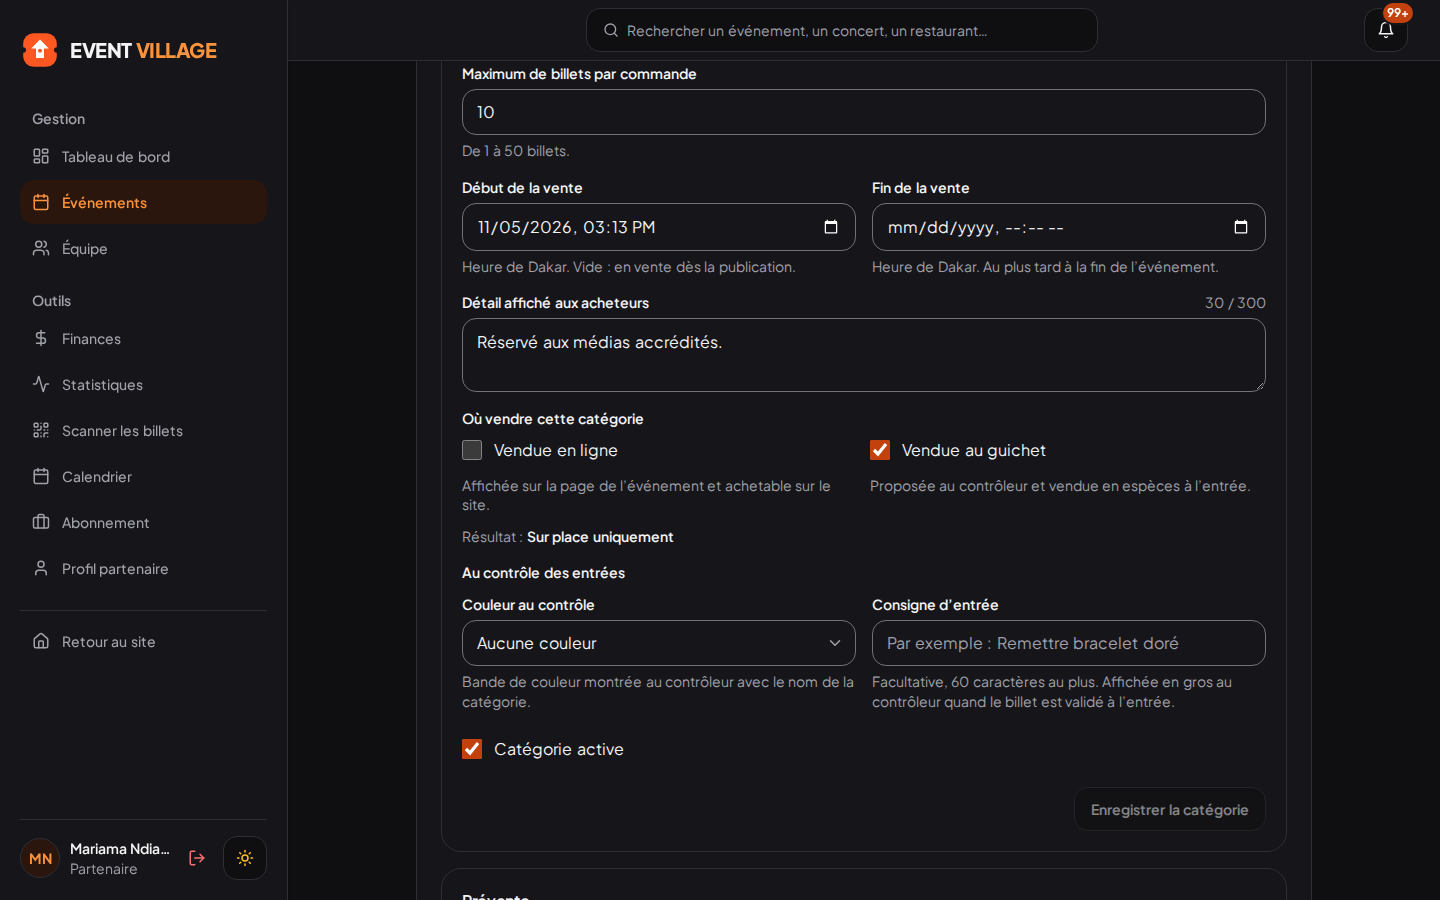 EVENT VILLAGE
Rechercher un événement, un concert, un restaurant…
99+
Gestion
Tableau de bord
Événements
Équipe
Outils
Finances
Statistiques
Scanner les billets
Calendrier
Abonnement
Profil partenaire
Retour au site
MN
Mariama Ndia…
Partenaire
Maximum de billets par commande
10
De 1 à 50 billets.
Début de la vente
Fin de la vente
11/05/2026, 03:13 PM
mm/dd/yyyy, --:-- --
Heure de Dakar. Vide : en vente dès la publication.
Heure de Dakar. Au plus tard à la fin de l’événement.
Détail affiché aux acheteurs
30 / 300
Réservé aux médias accrédités.
Où vendre cette catégorie
Vendue en ligne
Vendue au guichet
Affichée sur la page de l’événement et achetable sur le
site.
Proposée au contrôleur et vendue en espèces à l’entrée.
Résultat : Sur place uniquement
Au contrôle des entrées
Couleur au contrôle
Consigne d’entrée
Aucune couleur
Par exemple : Remettre bracelet doré
Bande de couleur montrée au contrôleur avec le nom de la
catégorie.
Facultative, 60 caractères au plus. Affichée en gros au
contrôleur quand le billet est validé à l’entrée.
Catégorie active
Enregistrer la catégorie
Prévente